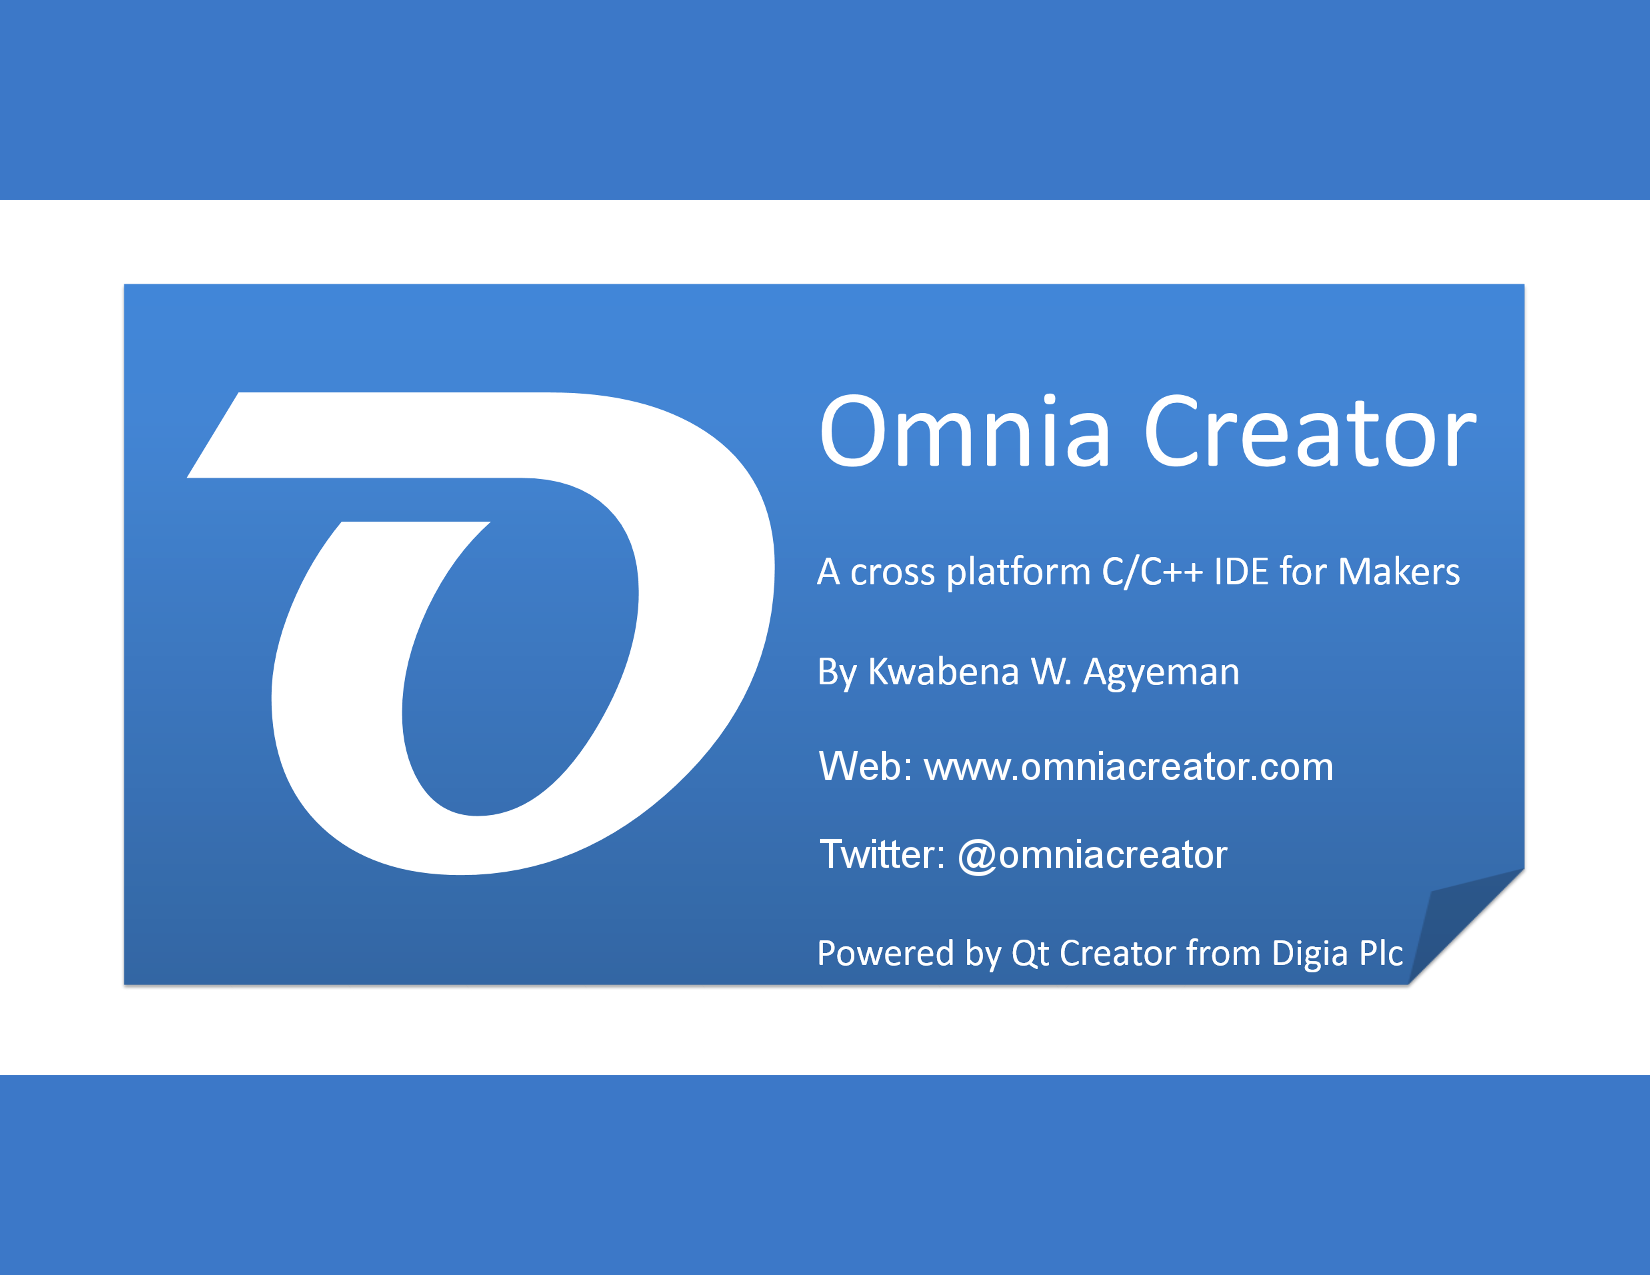 Omnia Creator
A cross platform C/C++ IDE for Makers
By Kwabena W. Agyeman
Web: www.omniacreator.com
Twitter: @omniacreator
Powered by Qt Creator from Digia Plc